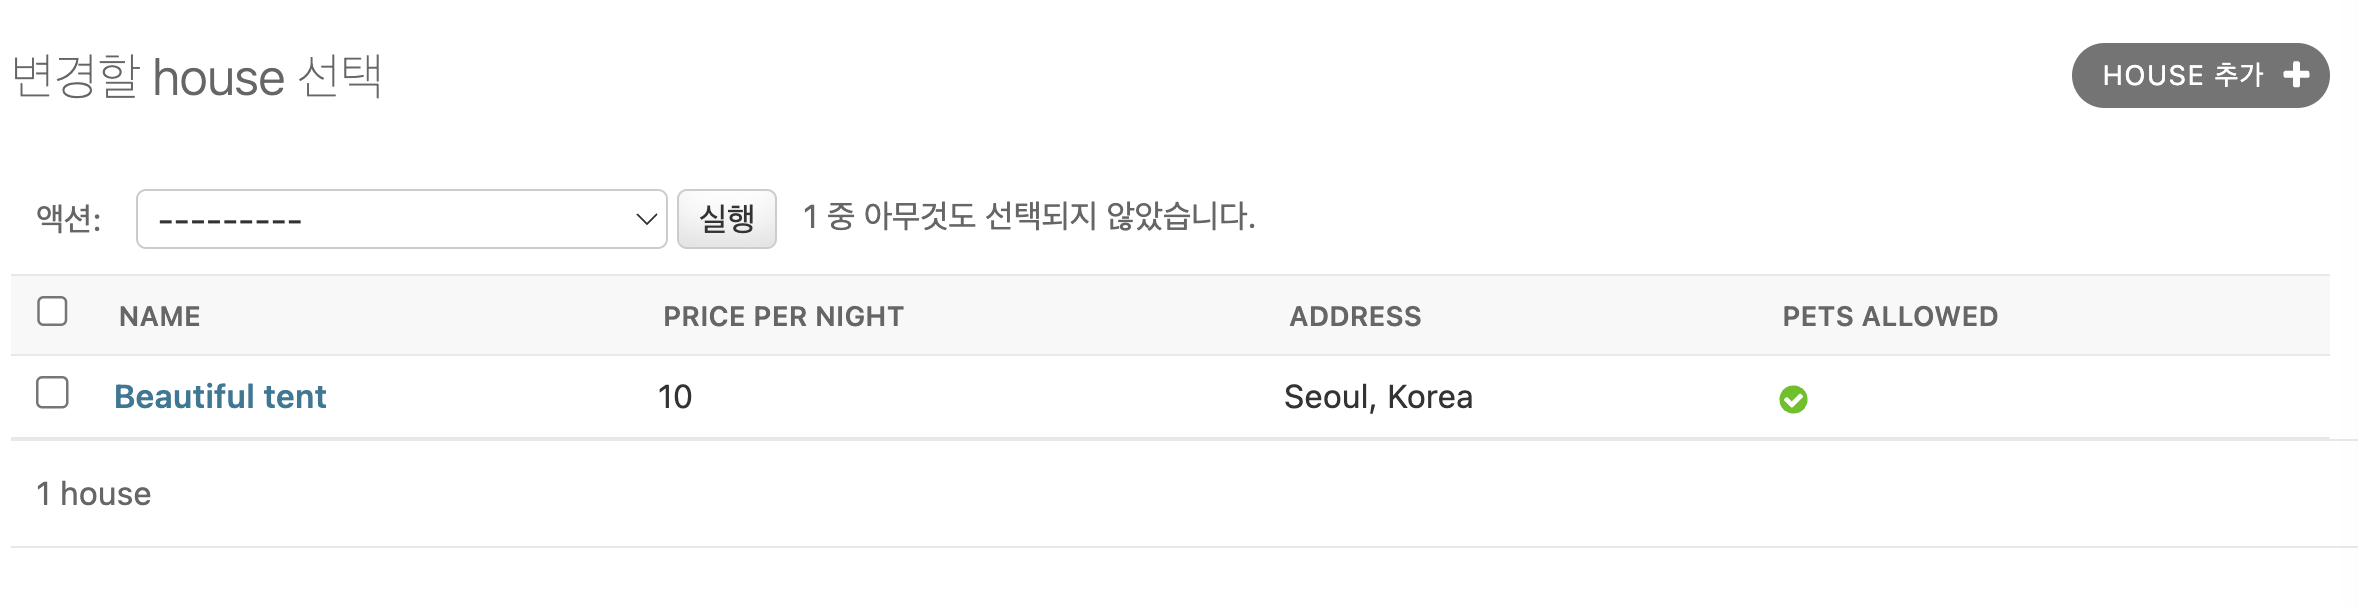 변경할 house 선택
HOUSE 추가
액션: --------- 실행 1 중 아무것도 선택되지 않았습니다.
NAME PRICE PER NIGHT ADDRESS PETS ALLOWED
Beautiful tent 10 Seoul, Korea
1 house